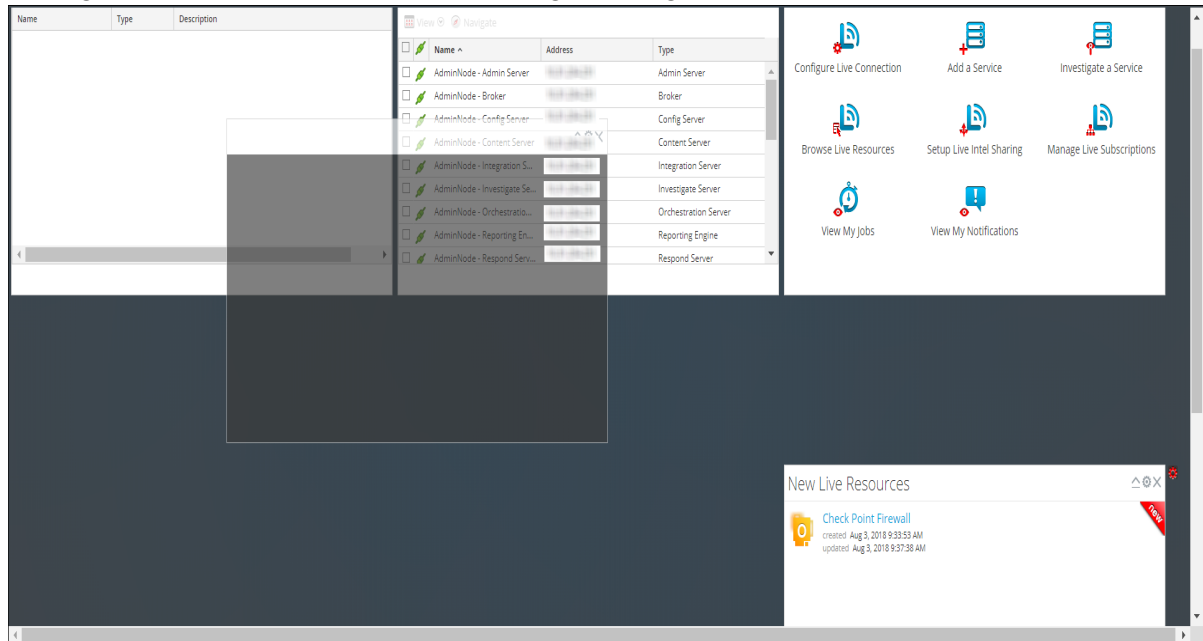 Name Type Description
View Navigate
Name Address Type
AdminNode - Admin Server Admin Server
AdminNode - Broker Broker
AdminNode - Config Server Config Server
AdminNode - Content Server Content Server
AdminNode - Integration S... Integration Server
AdminNode - Investigate Se... Investigate Server
AdminNode - Orchestratio... Orchestration Server
AdminNode - Reporting En... Reporting Engine
AdminNode - Respond Serv... Respond Server
Configure Live Connection Add a Service Investigate a Service
Browse Live Resources Setup Live Intel Sharing Manage Live Subscriptions
View My Jobs View My Notifications
New Live Resources
new
Check Point Firewall
created Aug 3, 2018 9:33:53 AM
updated Aug 3, 2018 9:37:38 AM